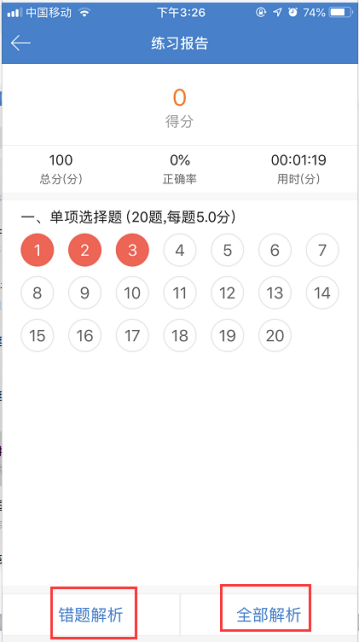 中国移动 下午3:26 74%
练习报告
0
得分
100 0% 00:01:19
总分(分) 正确率 用时(分)
一、单项选择题 (20题,每题5.0分)
1 2 3 4 5 6 7
8 9 10 11 12 13 14
15 16 17 18 19 20
错题解析 全部解析